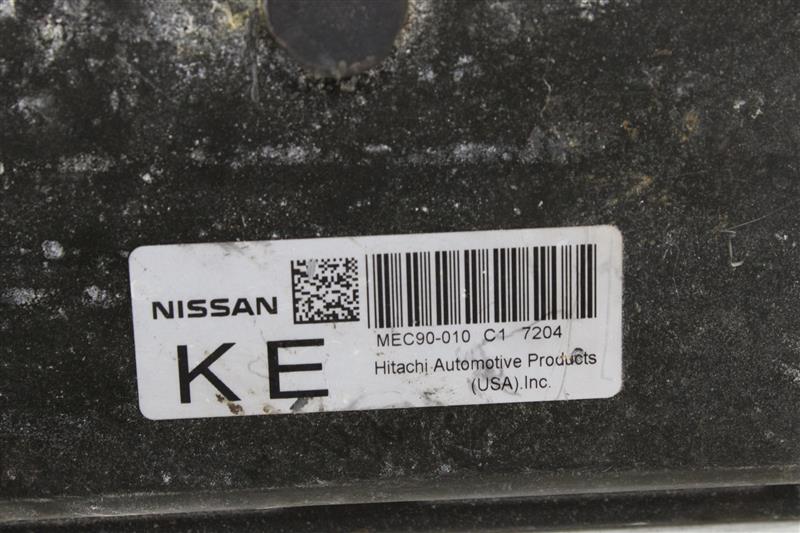 NISSAN
KE
MEC90-010 C1 7204
Hitachi Automotive Products
(USA).Inc.